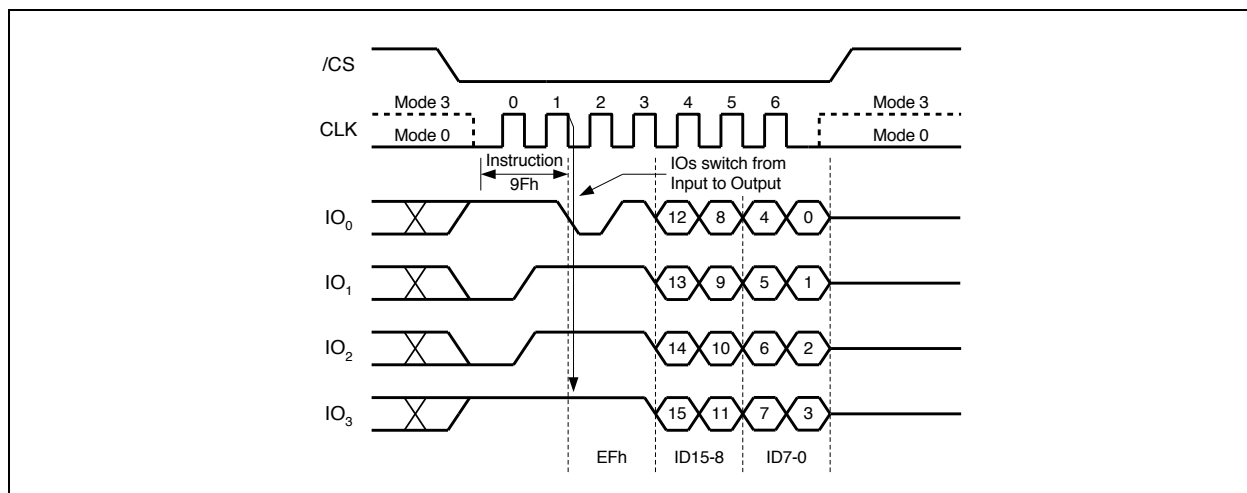 /CS
Mode 3 0 1 2 3 4 5 6 Mode 3
CLK
Mode 0 Mode 0
Instruction
9Fh
IOs switch from
Input to Output
IO0 12 8 4 0
IO1 13 9 5 1
IO2 14 10 6 2
IO3 15 11 7 3
EFh ID15-8 ID7-0